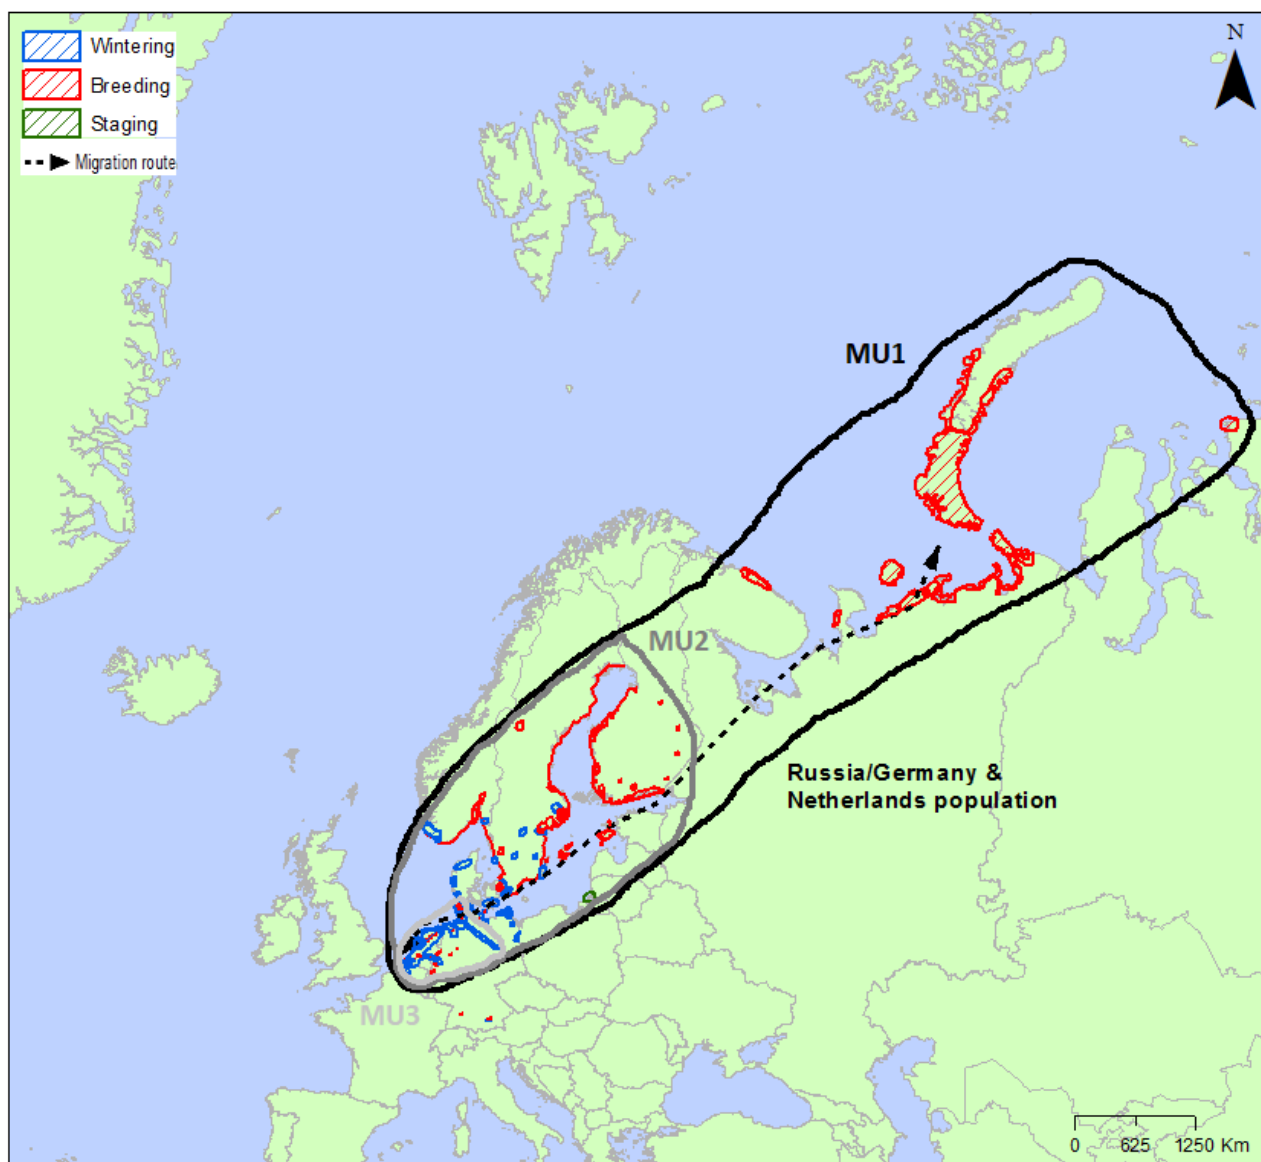 Wintering
Breeding
Staging
Migration route
N
MU1
MU2
Russia/Germany &
Netherlands population
MU3
0 625 1250 Km